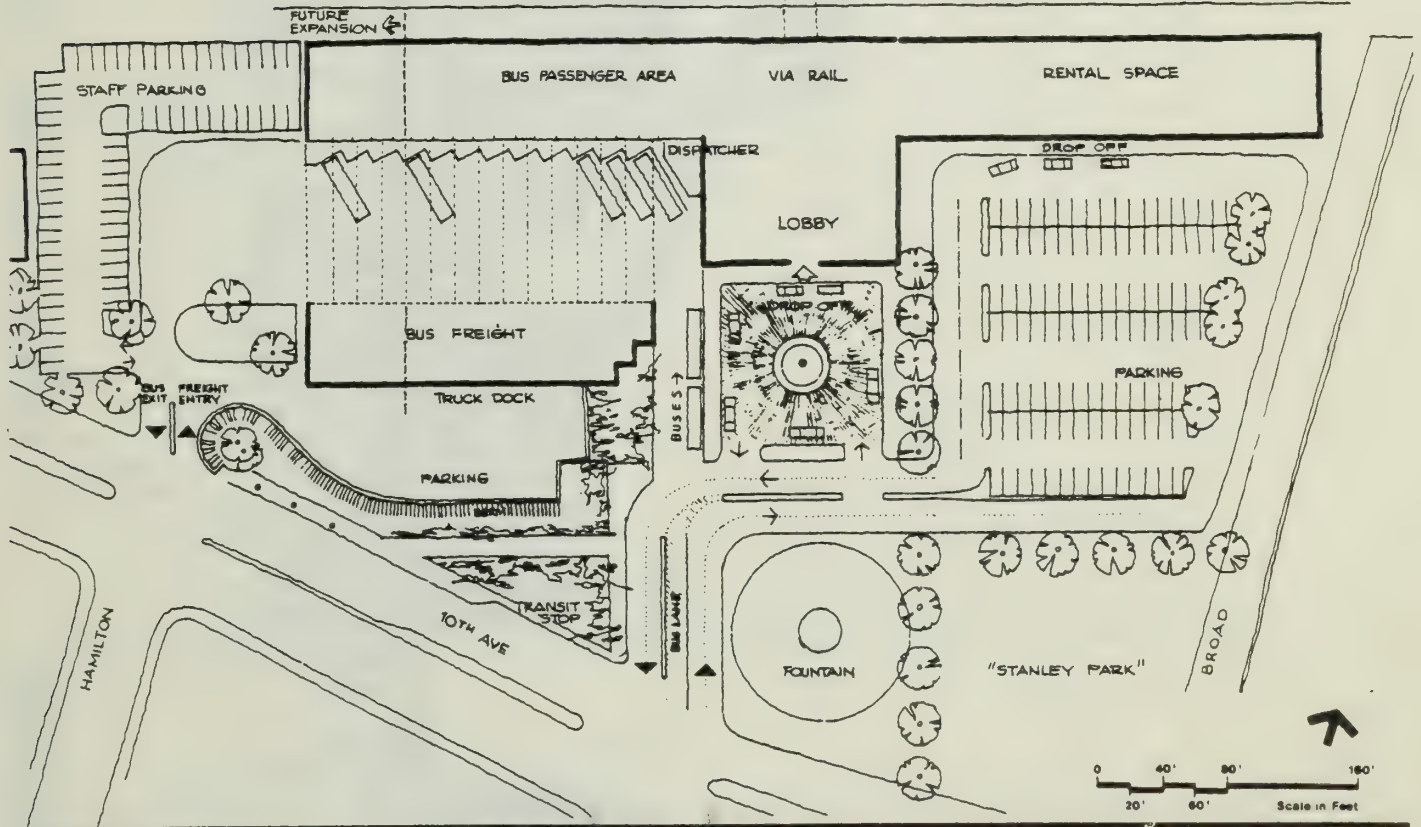 FUTURE
EXPANSION
STAFF PARKING
BUS PASSENGER AREA
VIA RAIL
RENTAL SPACE
DISPATCHER
DROP OFF
LOBBY
DROP OFF
BUS FREIGHT
BUSES
PARKING
BUS
EXIT
FREIGHT
ENTRY
TRUCK DOCK
PARKING
BERM
TRANSIT
STOP
10TH AVE
BUS LANE
HAMILTON
FOUNTAIN
"STANLEY PARK"
BROAD
0 40' 80' 160'
20' 60' Scale in Feet